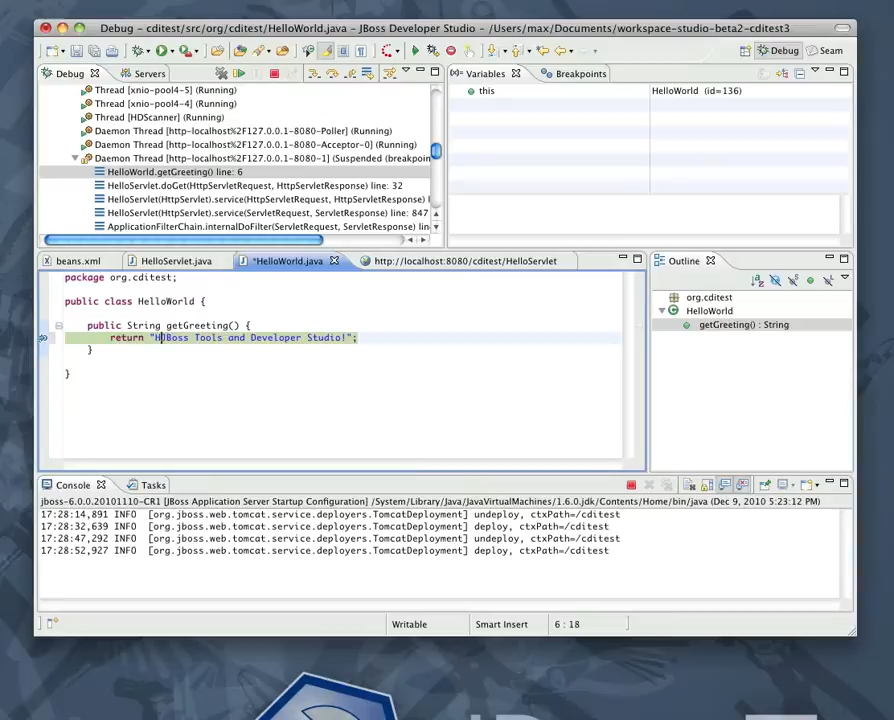 Debug - cditest/src/org/cditest/HelloWorld.java - JBoss Developer Studio - /Users/max/Documents/workspace-studio-beta2-cditest3
Debug Seam
Debug Servers
Thread [xnio-pool4-5] (Running)
Thread [xnio-pool4-4] (Running)
Thread [HDScanner] (Running)
Daemon Thread [http-localhost%2F127.0.0.1-8080-Poller] (Running)
Daemon Thread [http-localhost%2F127.0.0.1-8080-Acceptor-0] (Running)
Daemon Thread [http-localhost%2F127.0.0.1-8080-1] (Suspended (breakpoin
HelloWorld.getGreeting() line: 6
HelloServlet.doGet(HttpServletRequest, HttpServletResponse) line: 32
HelloServlet(HttpServlet).service(HttpServletRequest, HttpServletResponse) l
HelloServlet(HttpServlet).service(ServletRequest, ServletResponse) line: 847
ApplicationFilterChain.internalDoFilter(ServletRequest, ServletResponse) line:
(x)= Variables Breakpoints
this HelloWorld (id=136)
beans.xml HelloServlet.java *HelloWorld.java http://localhost:8080/cditest/HelloServlet
package org.cditest;
public class HelloWorld {
public String getGreeting() {
return "HJBoss Tools and Developer Studio!";
}
}
Outline
org.cditest
HelloWorld
getGreeting() : String
Console Tasks
jboss-6.0.0.20101110-CR1 [JBoss Application Server Startup Configuration] /System/Library/Java/JavaVirtualMachines/1.6.0.jdk/Contents/Home/bin/java (Dec 9, 2010 5:23:12 PM)
17:28:14,891 INFO [org.jboss.web.tomcat.service.deployers.TomcatDeployment] undeploy, ctxPath=/cditest
17:28:32,639 INFO [org.jboss.web.tomcat.service.deployers.TomcatDeployment] deploy, ctxPath=/cditest
17:28:47,292 INFO [org.jboss.web.tomcat.service.deployers.TomcatDeployment] undeploy, ctxPath=/cditest
17:28:52,927 INFO [org.jboss.web.tomcat.service.deployers.TomcatDeployment] deploy, ctxPath=/cditest
Writable Smart Insert 6 : 18